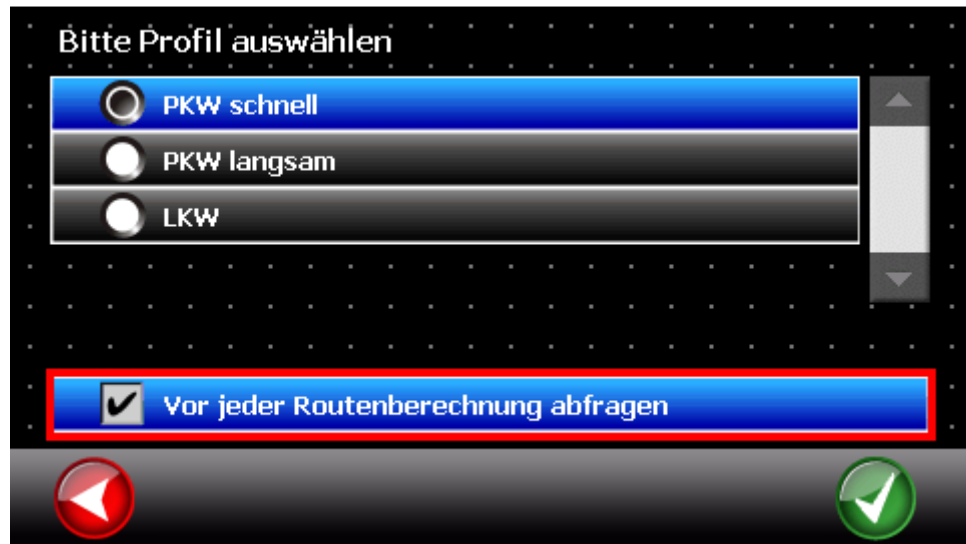 Bitte Profil auswählen
PKW schnell
PKW langsam
LKW
Vor jeder Routenberechnung abfragen